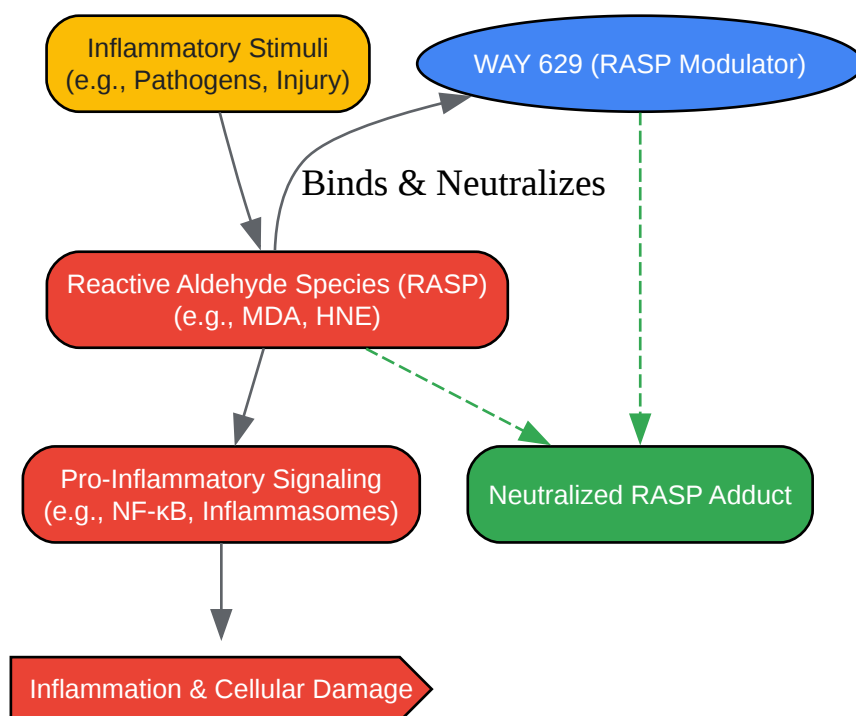 Inflammatory Stimuli
(e.g., Pathogens, Injury)
WAY 629 (RASP Modulator)
Binds & Neutralizes
Reactive Aldehyde Species (RASP)
(e.g., MDA, HNE)
Pro-Inflammatory Signaling
(e.g., NF-κB, Inflammasomes)
Neutralized RASP Adduct
Inflammation & Cellular Damage